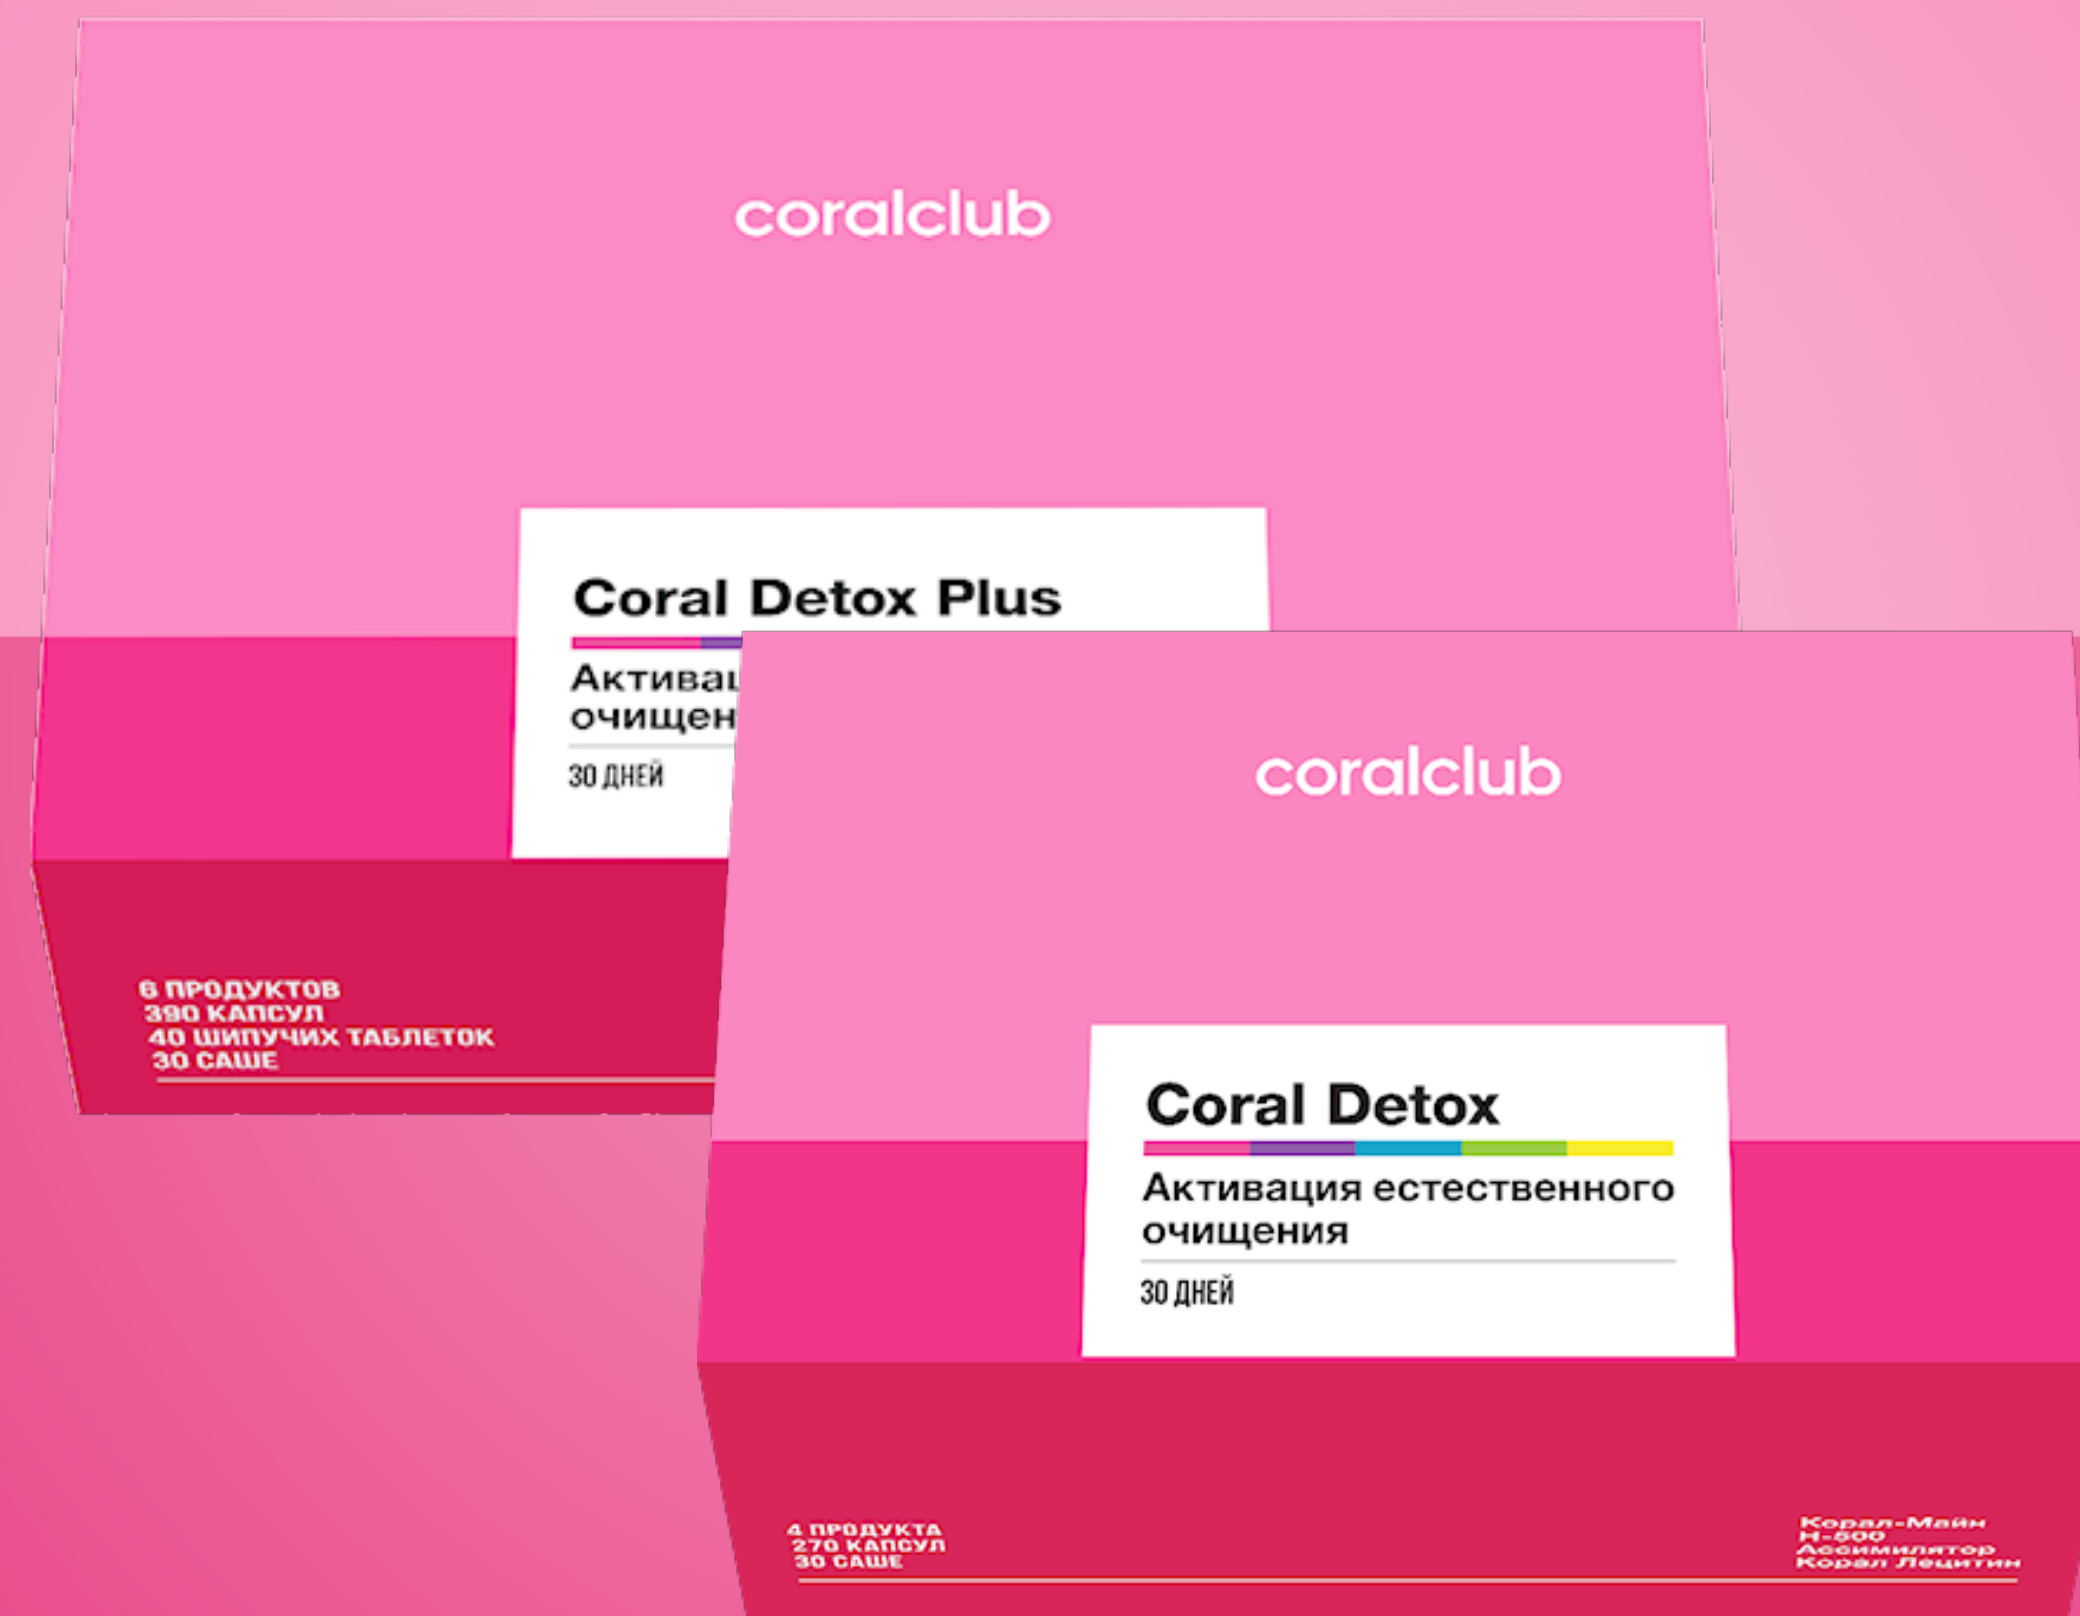 coralclub
Coral Detox Plus
Активац
очищен
30 ДНЕЙ
6 ПРОДУКТОВ
390 КАПСУЛ
40 ШИПУЧИХ ТАБЛЕТОК
30 САШЕ
coralclub
Coral Detox
Активация естественного
очищения
30 ДНЕЙ
4 ПРОДУКТА
270 КАПСУЛ
30 САШЕ
Корал-Майн
H-500
Ассимилятор
Корал Лецитин